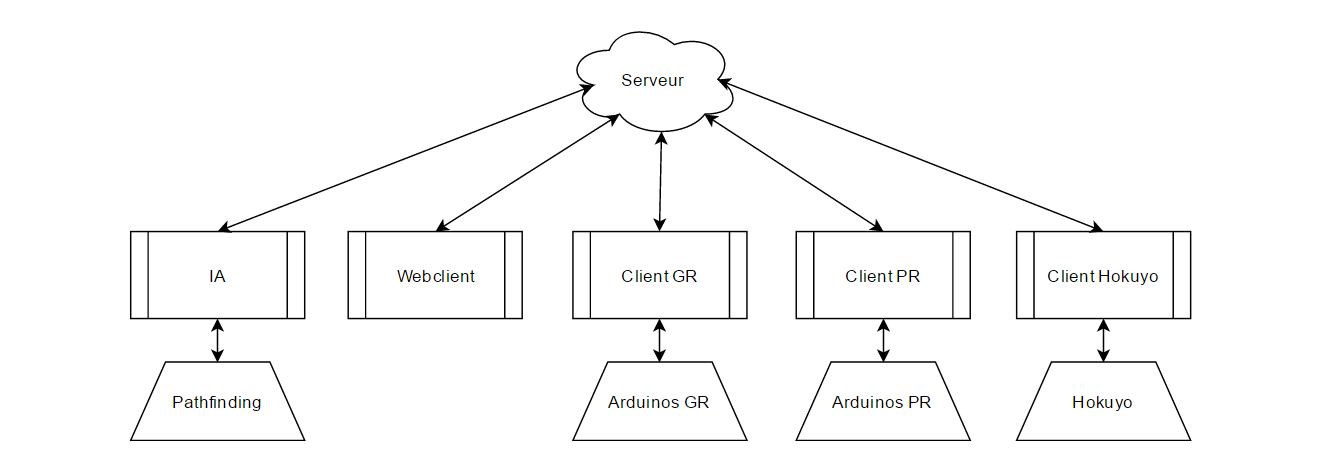 Serveur
IA
Webclient
Client GR
Client PR
Client Hokuyo
Pathfinding
Arduinos GR
Arduinos PR
Hokuyo